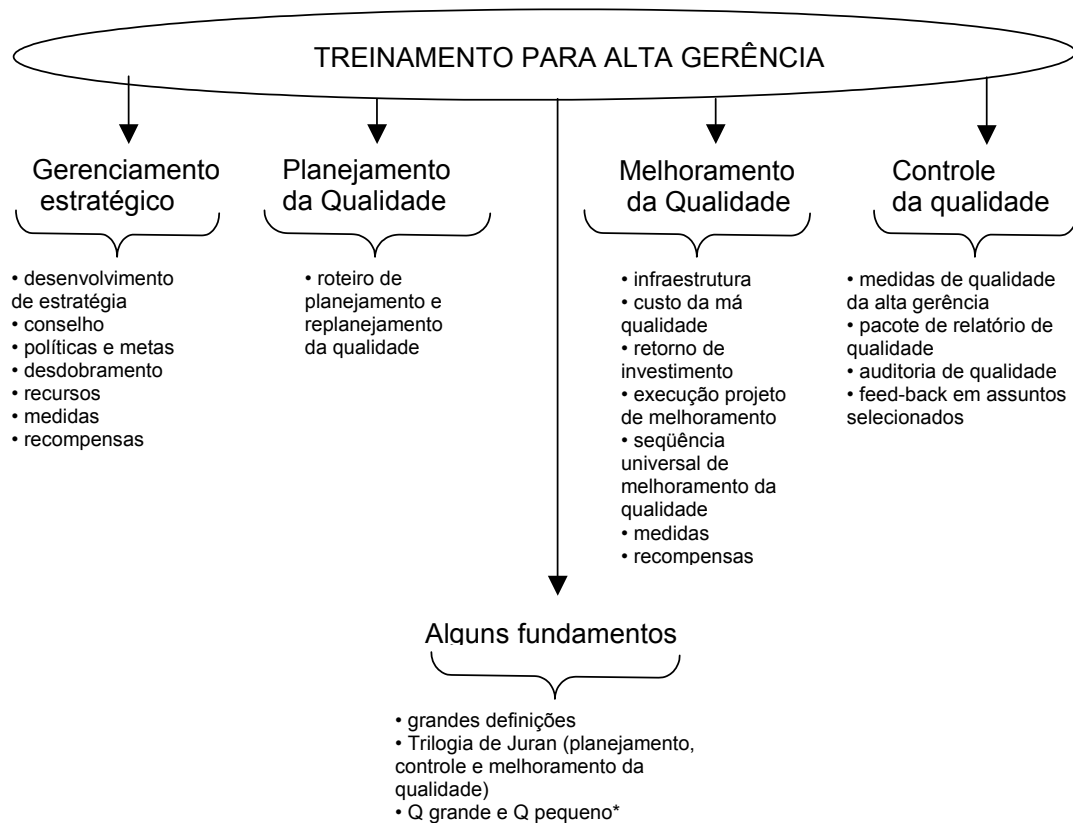 TREINAMENTO PARA ALTA GERÊNCIA
Gerenciamento
estratégico
• desenvolvimento
de estratégia
• conselho
• políticas e metas
• desdobramento
• recursos
• medidas
• recompensas
Planejamento
da Qualidade
• roteiro de
planejamento e
replanejamento
da qualidade
Melhoramento
da Qualidade
• infraestrutura
• custo da má
qualidade
• retorno de
investimento
• execução projeto
de melhoramento
• seqüência
universal de
melhoramento da
qualidade
• medidas
• recompensas
Controle
da qualidade
• medidas de qualidade
da alta gerência
• pacote de relatório de
qualidade
• auditoria de qualidade
• feed-back em assuntos
selecionados
Alguns fundamentos
• grandes definições
• Trilogia de Juran (planejamento,
controle e melhoramento da
qualidade)
• Q grande e Q pequeno*